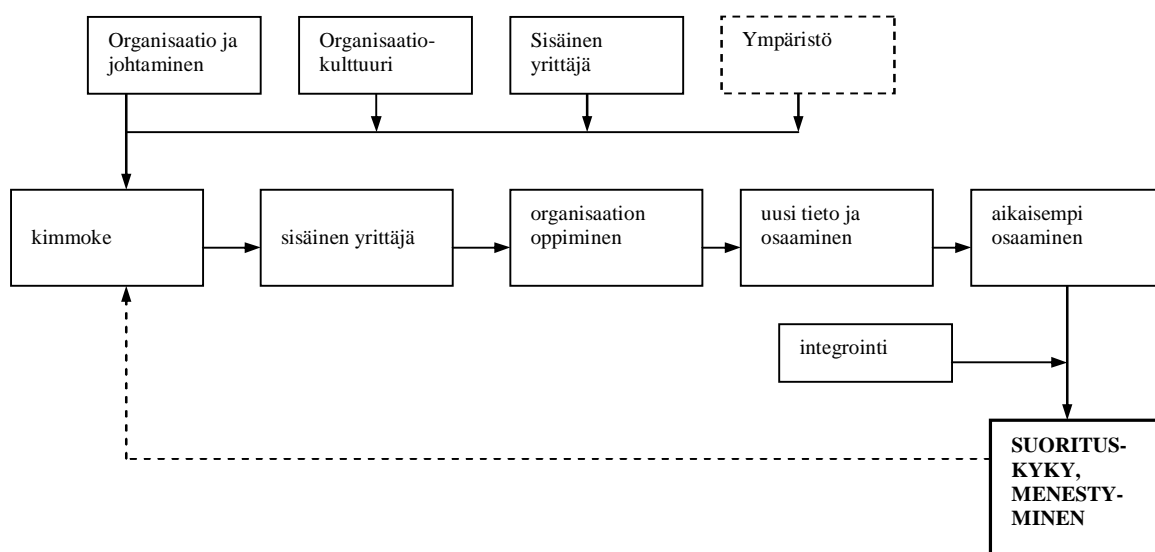 Organisaatio ja
johtaminen
Organisaatio-
kulttuuri
Sisäinen
yrittäjä
Ympäristö
kimmoke
sisäinen yrittäjä
organisaation
oppiminen
uusi tieto ja
osaaminen
aikaisempi
osaaminen
integrointi
SUORITUS-
KYKY,
MENESTY-
MINEN